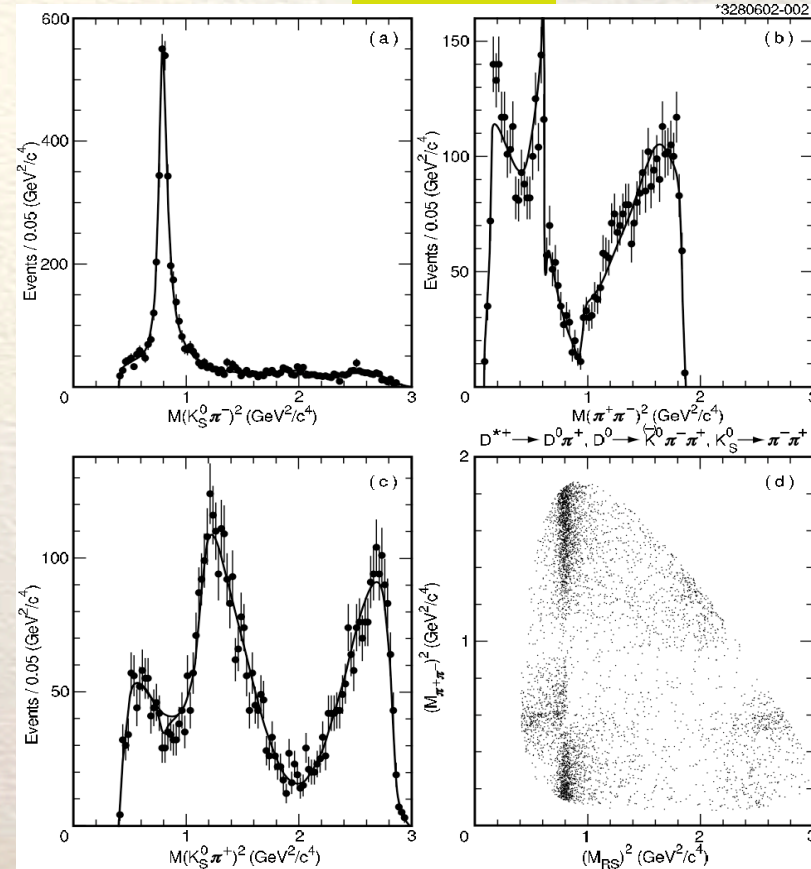 *3280602-002
600
(a)
400
200
0
1
2
3
Events / 0.05 (GeV²/c⁴)
M(K⁰_S π⁻)² (GeV²/c⁴)
150
(b)
100
50
0
2
Events / 0.05 (GeV²/c⁴)
M(π⁺π⁻)² (GeV²/c⁴)
D*⁺ → D⁰π⁺, D⁰ → (‾)K⁰ π⁻π⁺, K⁰_S → π⁻π⁺
(c)
100
50
0
1
2
3
Events / 0.05 (GeV²/c⁴)
M(K⁰_S π⁺)² (GeV²/c⁴)
2
(d)
1
0
1
2
3
(M_π⁺π⁻)² (GeV²/c⁴)
(M_RS)² (GeV²/c⁴)